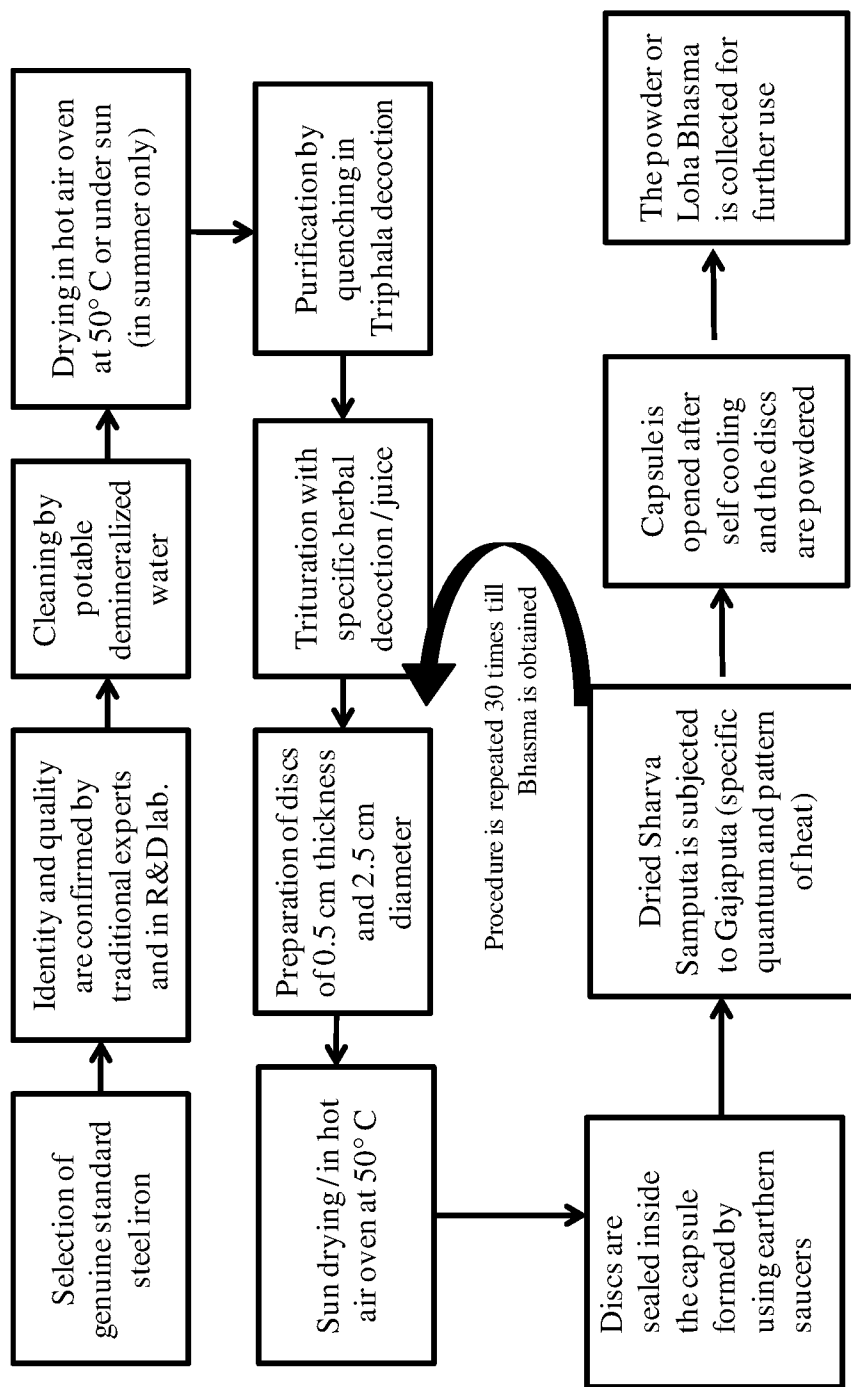 Selection of
genuine standard
steel iron
Identity and quality
are confirmed by
traditional experts
and in R&D lab.
Cleaning by
potable
demineralized
water
Drying in hot air oven
at 50° C or under sun
(in summer only)
Purification by
quenching in
Triphala decoction
Trituration with
specific herbal
decoction / juice
Preparation of discs
of 0.5 cm thickness
and 2.5 cm
diameter
Sun drying / in hot
air oven at 50° C
Procedure is repeated 30 times till
Bhasma is obtained
Discs are
sealed inside
the capsule
formed by
using earthern
saucers
Dried Sharva
Samputa is subjected
to Gajaputa (specific
quantum and pattern
of heat)
Capsule is
opened after
self cooling
and the discs
are powdered
The powder or
Loha Bhasma
is collected for
further use